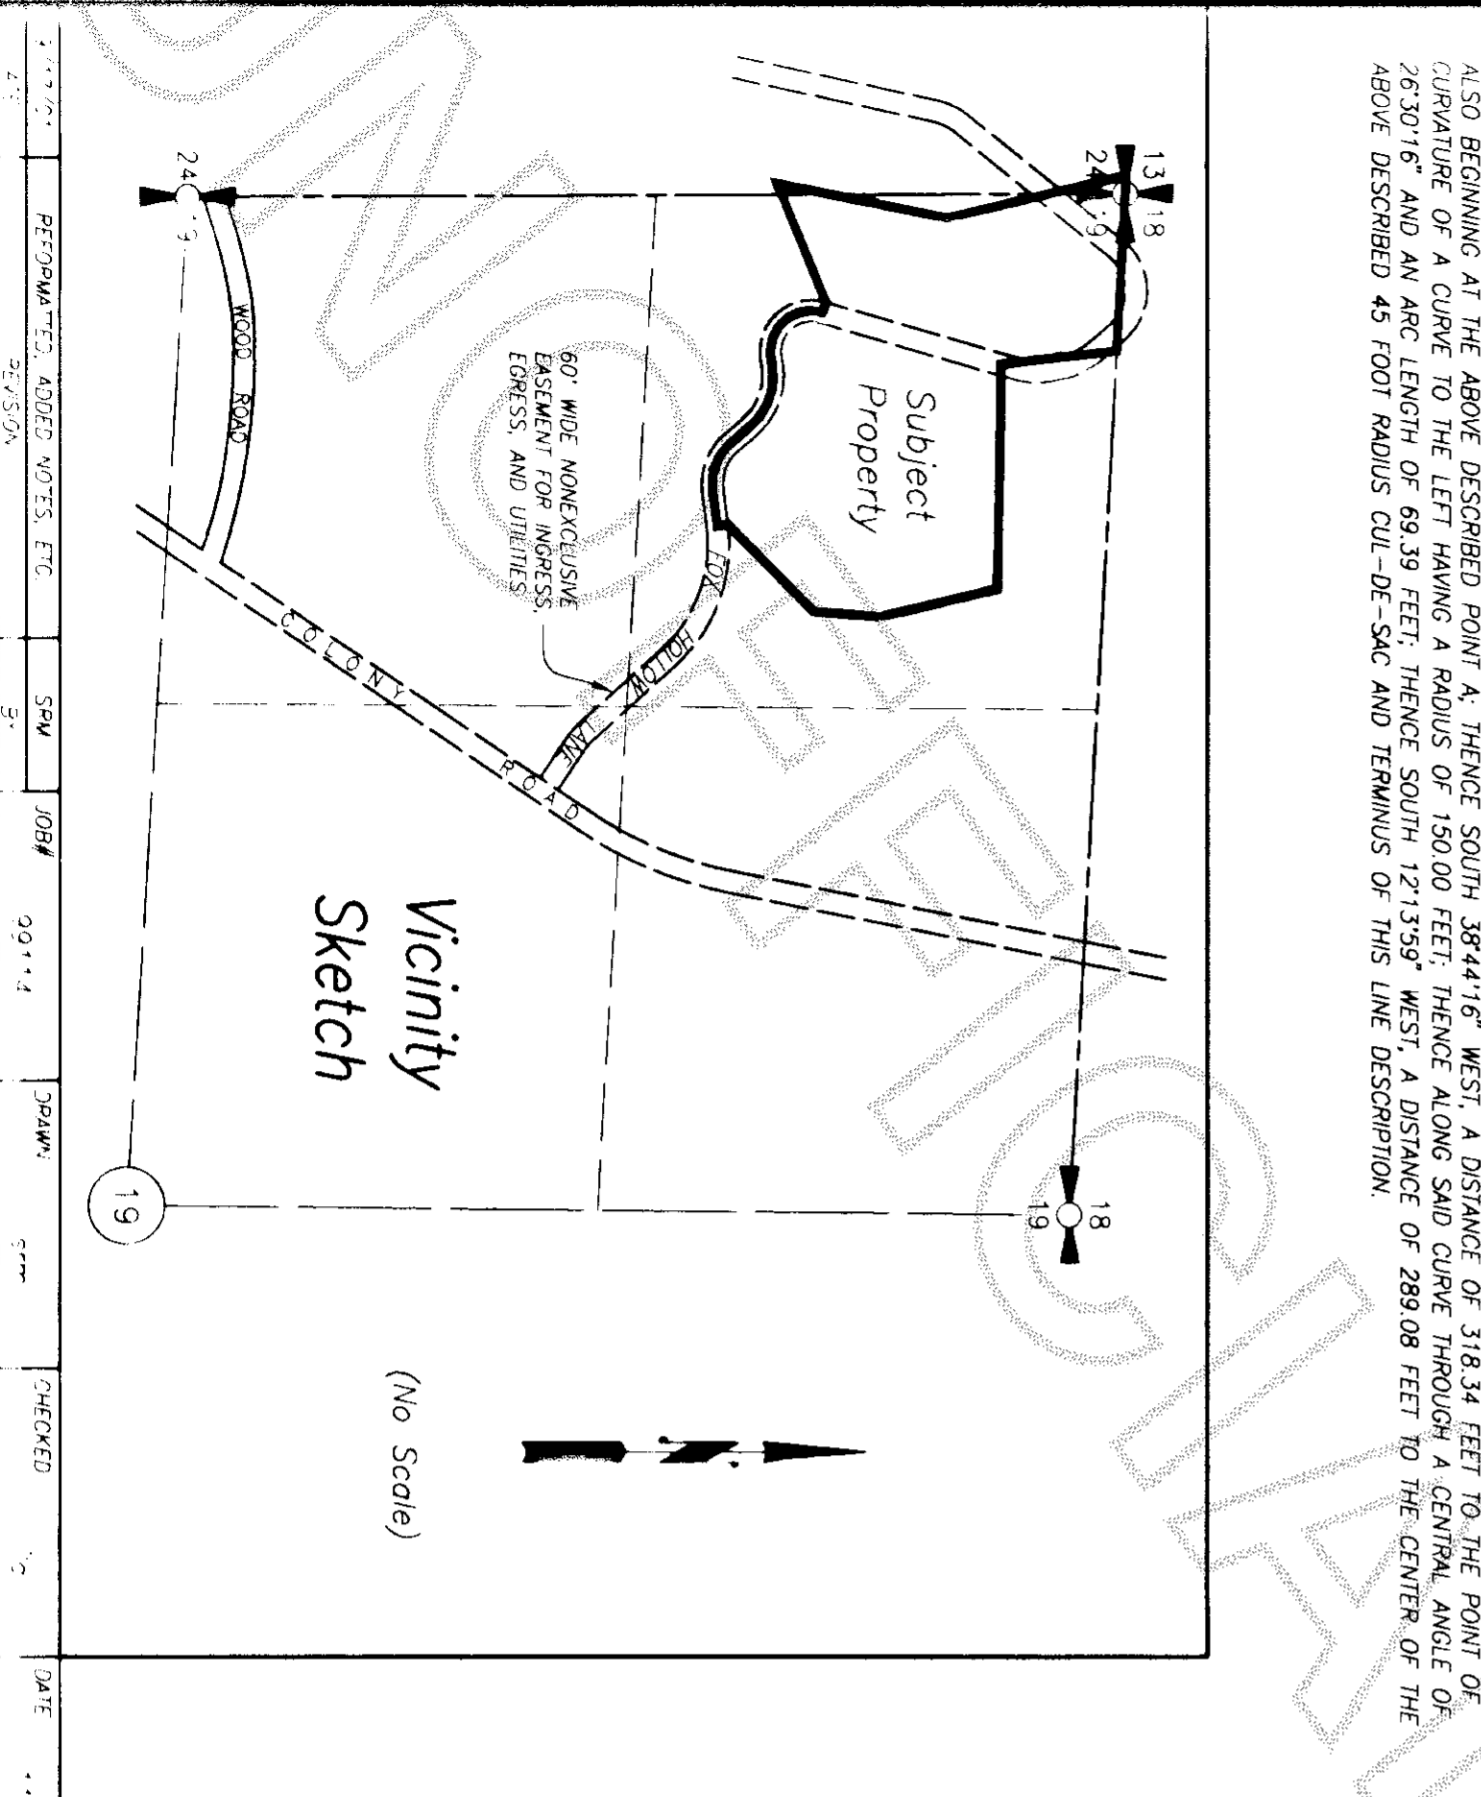 ALSO BEGINNING AT THE ABOVE DESCRIBED POINT A; THENCE SOUTH 38°44'16" WEST, A DISTANCE OF 318.34 FEET TO THE POINT OF
CURVATURE OF A CURVE TO THE LEFT HAVING A RADIUS OF 150.00 FEET; THENCE ALONG SAID CURVE THROUGH A CENTRAL ANGLE OF
26°30'16" AND AN ARC LENGTH OF 69.39 FEET; THENCE SOUTH 12°13'59" WEST, A DISTANCE OF 289.08 FEET TO THE CENTER OF THE
ABOVE DESCRIBED 45 FOOT RADIUS CUL-DE-SAC AND TERMINUS OF THIS LINE DESCRIPTION.
13 18
24 19
18
19
Subject
Property
FOX HOLLOW LANE
60' WIDE NONEXCLUSIVE
EASEMENT FOR INGRESS,
EGRESS, AND UTILITIES
COLONY ROAD
WOOD ROAD
24 19
19
Vicinity
Sketch
(No Scale)
N
REFORMATTED, ADDED NOTES, ETC.
SRM
REVISION
BY
JOB#
DRAWN
CHECKED
DATE
UNOFFICIAL